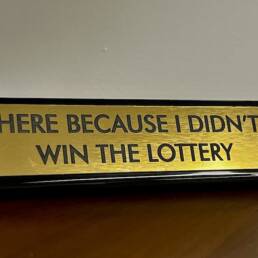 HERE BECAUSE I DIDN'T
WIN THE LOTTERY